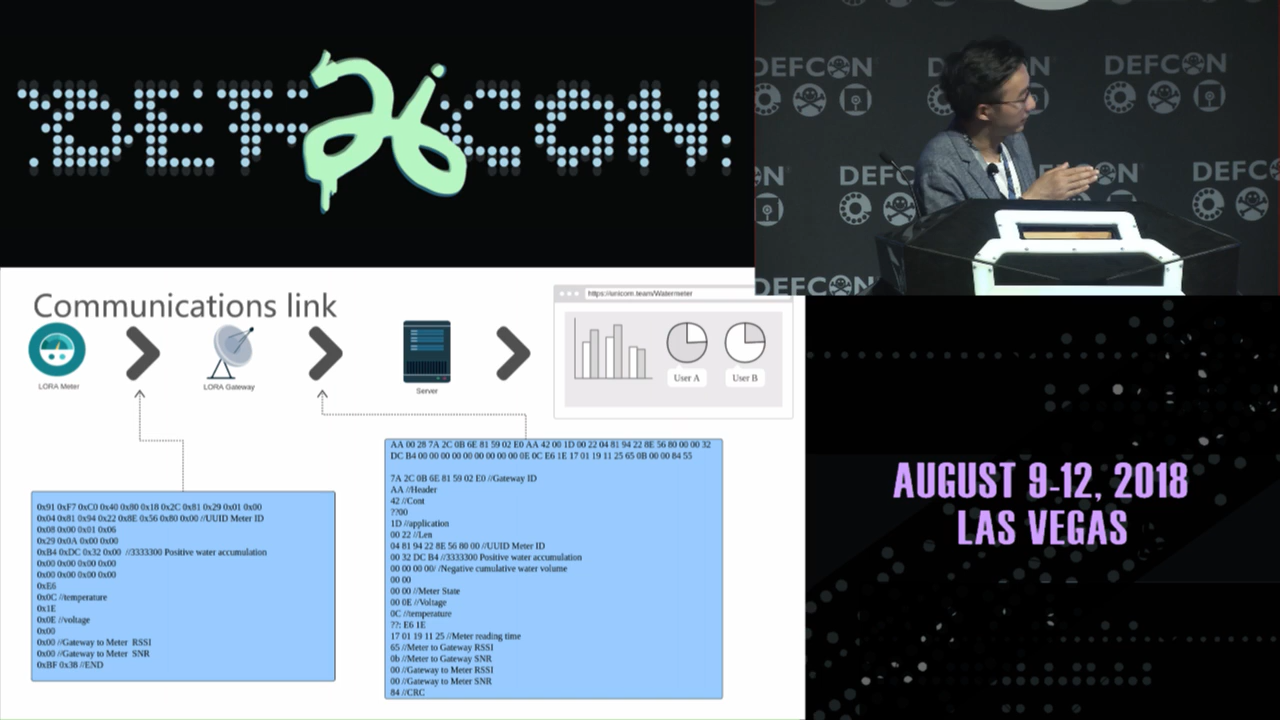 DEF CON 26
DEFCON
DEFCON
DEFCON
DEFCON
DEFC
DEFCON
Communications link
https://unicom.team/Watermeter
LORA Meter
LORA Gateway
Server
User A
User B
0x91 0xF7 0xC0 0x40 0x80 0x18 0x2C 0x81 0x29 0x01 0x00
0x04 0x81 0x94 0x22 0x8E 0x56 0x80 0x00 //UUID Meter ID
0x08 0x00 0x01 0x06
0x29 0x0A 0x00 0x00
0xB4 0xDC 0x32 0x00 //3333300 Positive water accumulation
0x00 0x00 0x00 0x00
0x00 0x00 0x00 0x00
0xE6
0x0C //temperature
0x1E
0x0E //voltage
0x00
0x00 //Gateway to Meter RSSI
0x00 //Gateway to Meter SNR
0xBF 0x38 //END
AA 00 28 7A 2C 0B 6E 81 59 02 E0 AA 42 00 1D 00 22 04 81 94 22 8E 56 80 00 00 32
DC B4 00 00 00 00 00 00 00 00 00 0E 0C E6 1E 17 01 19 11 25 65 0B 00 00 84 55
7A 2C 0B 6E 81 59 02 E0 //Gateway ID
AA //Header
42 //Cont
??00
1D //application
00 22 //Len
04 81 94 22 8E 56 80 00 //UUID Meter ID
00 32 DC B4 //3333300 Positive water accumulation
00 00 00 00/ /Negative cumulative water volume
00 00
00 00 //Meter State
00 0E //Voltage
0C //temperature
??: E6 1E
17 01 19 11 25 //Meter reading time
65 //Meter to Gateway RSSI
0b //Meter to Gateway SNR
00 //Gateway to Meter RSSI
00 //Gateway to Meter SNR
84 //CRC
AUGUST 9-12, 2018
LAS VEGAS